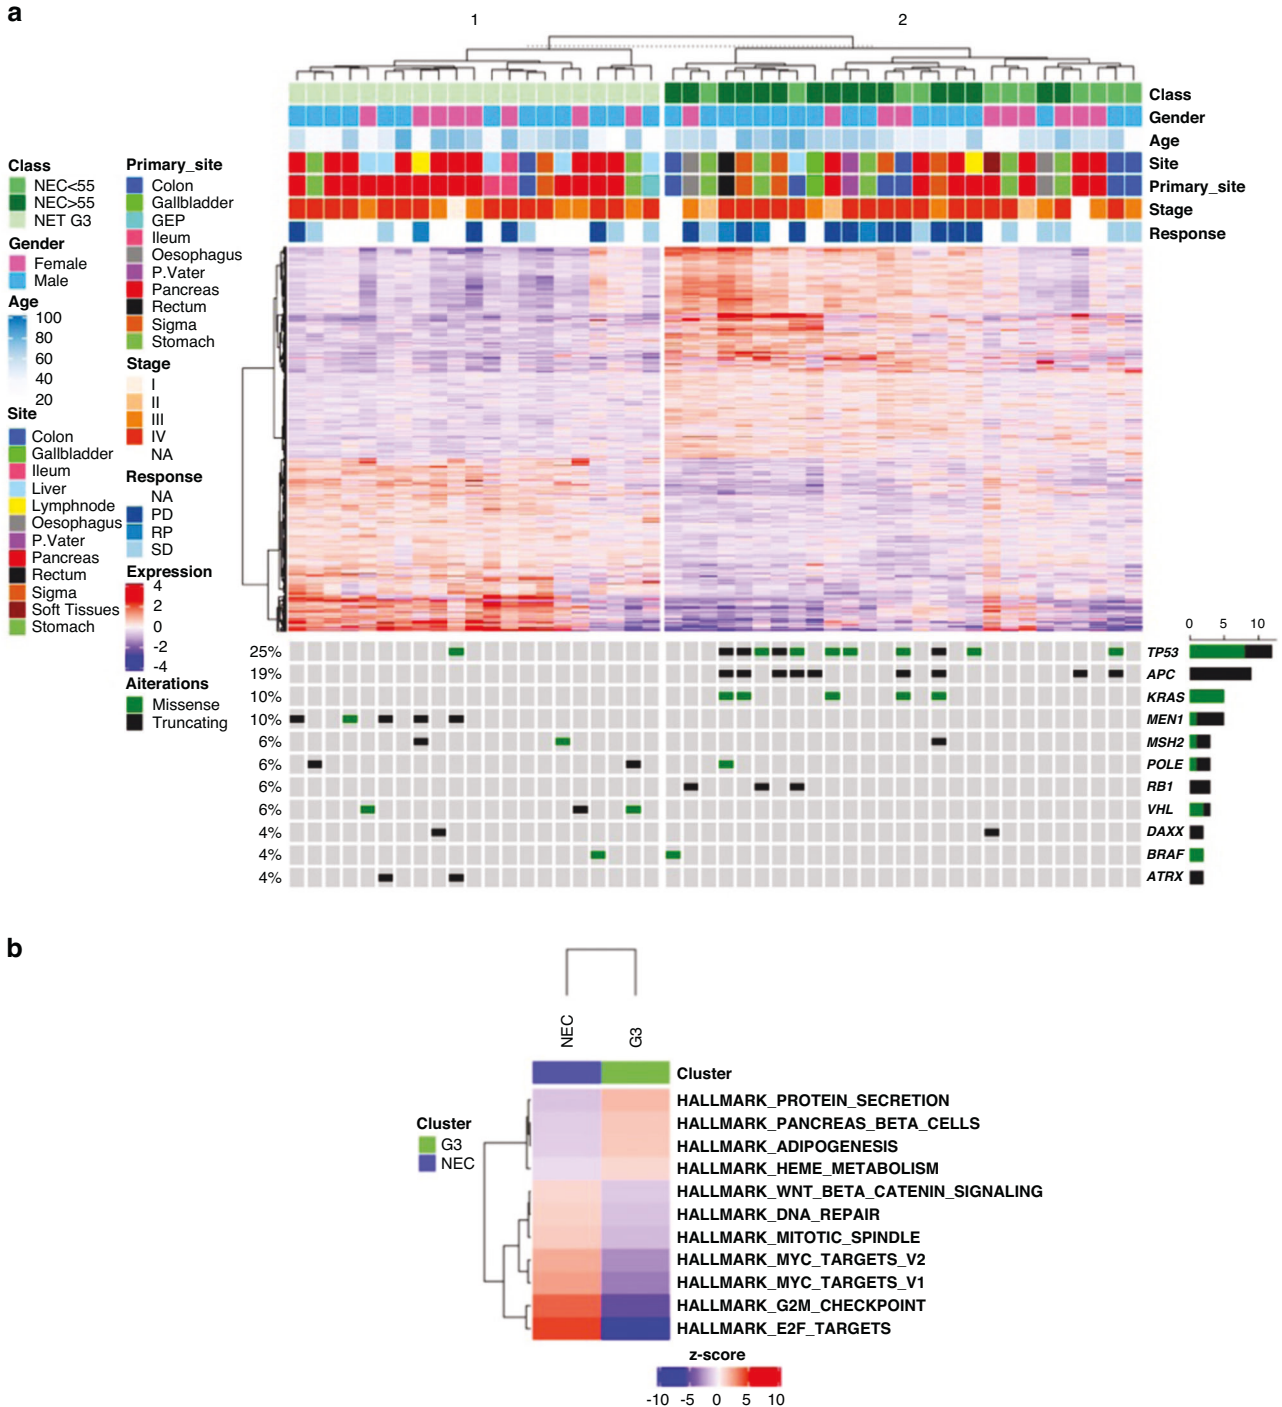 a
1
2
Class
Gender
Age
Site
Primary_site
Stage
Response
Class
NEC<55
NEC>55
NET G3
Gender
Female
Male
Age
100
80
60
40
20
Site
Colon
Gallbladder
Ileum
Liver
Lymphnode
Oesophagus
P.Vater
Pancreas
Rectum
Sigma
Soft Tissues
Stomach
Primary_site
Colon
Gallbladder
GEP
Ileum
Oesophagus
P.Vater
Pancreas
Rectum
Sigma
Stomach
Stage
I
II
III
IV
NA
Response
NA
PD
RP
SD
Expression
4
2
0
-2
-4
Alterations
Missense
Truncating
0 5 10
25% TP53
19% APC
10% KRAS
10% MEN1
6% MSH2
6% POLE
6% RB1
6% VHL
4% DAXX
4% BRAF
4% ATRX
b
NEC
G3
Cluster
Cluster
G3
NEC
HALLMARK_PROTEIN_SECRETION
HALLMARK_PANCREAS_BETA_CELLS
HALLMARK_ADIPOGENESIS
HALLMARK_HEME_METABOLISM
HALLMARK_WNT_BETA_CATENIN_SIGNALING
HALLMARK_DNA_REPAIR
HALLMARK_MITOTIC_SPINDLE
HALLMARK_MYC_TARGETS_V2
HALLMARK_MYC_TARGETS_V1
HALLMARK_G2M_CHECKPOINT
HALLMARK_E2F_TARGETS
z-score
-10 -5 0 5 10